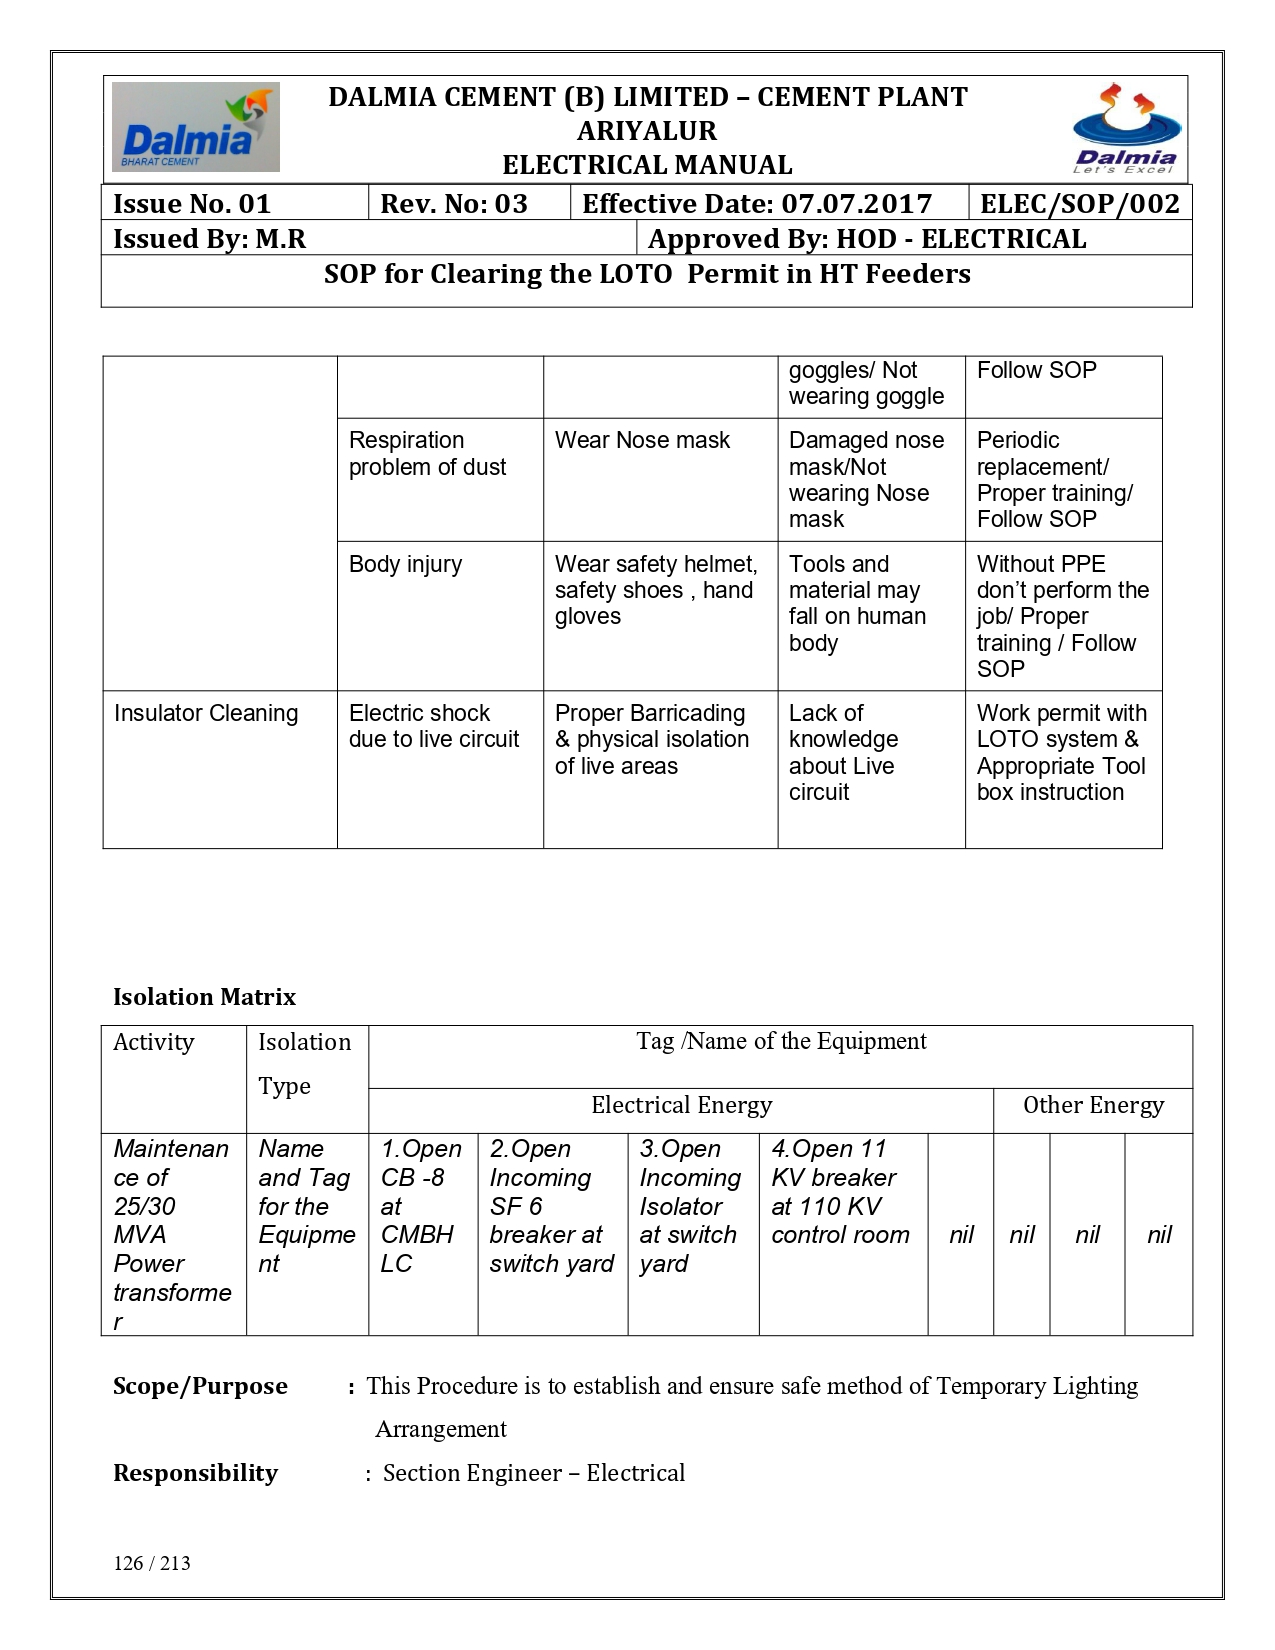 Dalmia
BHARAT CEMENT
DALMIA CEMENT (B) LIMITED – CEMENT PLANT
ARIYALUR
ELECTRICAL MANUAL
Dalmia
Let's Excel
Issue No. 01 Rev. No: 03 Effective Date: 07.07.2017 ELEC/SOP/002
Issued By: M.R Approved By: HOD - ELECTRICAL
SOP for Clearing the LOTO Permit in HT Feeders
goggles/ Not
wearing goggle
Follow SOP
Respiration
problem of dust
Wear Nose mask
Damaged nose
mask/Not
wearing Nose
mask
Periodic
replacement/
Proper training/
Follow SOP
Body injury
Wear safety helmet,
safety shoes , hand
gloves
Tools and
material may
fall on human
body
Without PPE
don’t perform the
job/ Proper
training / Follow
SOP
Insulator Cleaning
Electric shock
due to live circuit
Proper Barricading
& physical isolation
of live areas
Lack of
knowledge
about Live
circuit
Work permit with
LOTO system &
Appropriate Tool
box instruction
Isolation Matrix
Activity
Isolation
Type
Tag /Name of the Equipment
Electrical Energy
Other Energy
Maintenan
ce of
25/30
MVA
Power
transforme
r
Name
and Tag
for the
Equipme
nt
1.Open
CB -8
at
CMBH
LC
2.Open
Incoming
SF 6
breaker at
switch yard
3.Open
Incoming
Isolator
at switch
yard
4.Open 11
KV breaker
at 110 KV
control room
nil
nil
nil
nil
Scope/Purpose : This Procedure is to establish and ensure safe method of Temporary Lighting
Arrangement
Responsibility : Section Engineer – Electrical
126 / 213